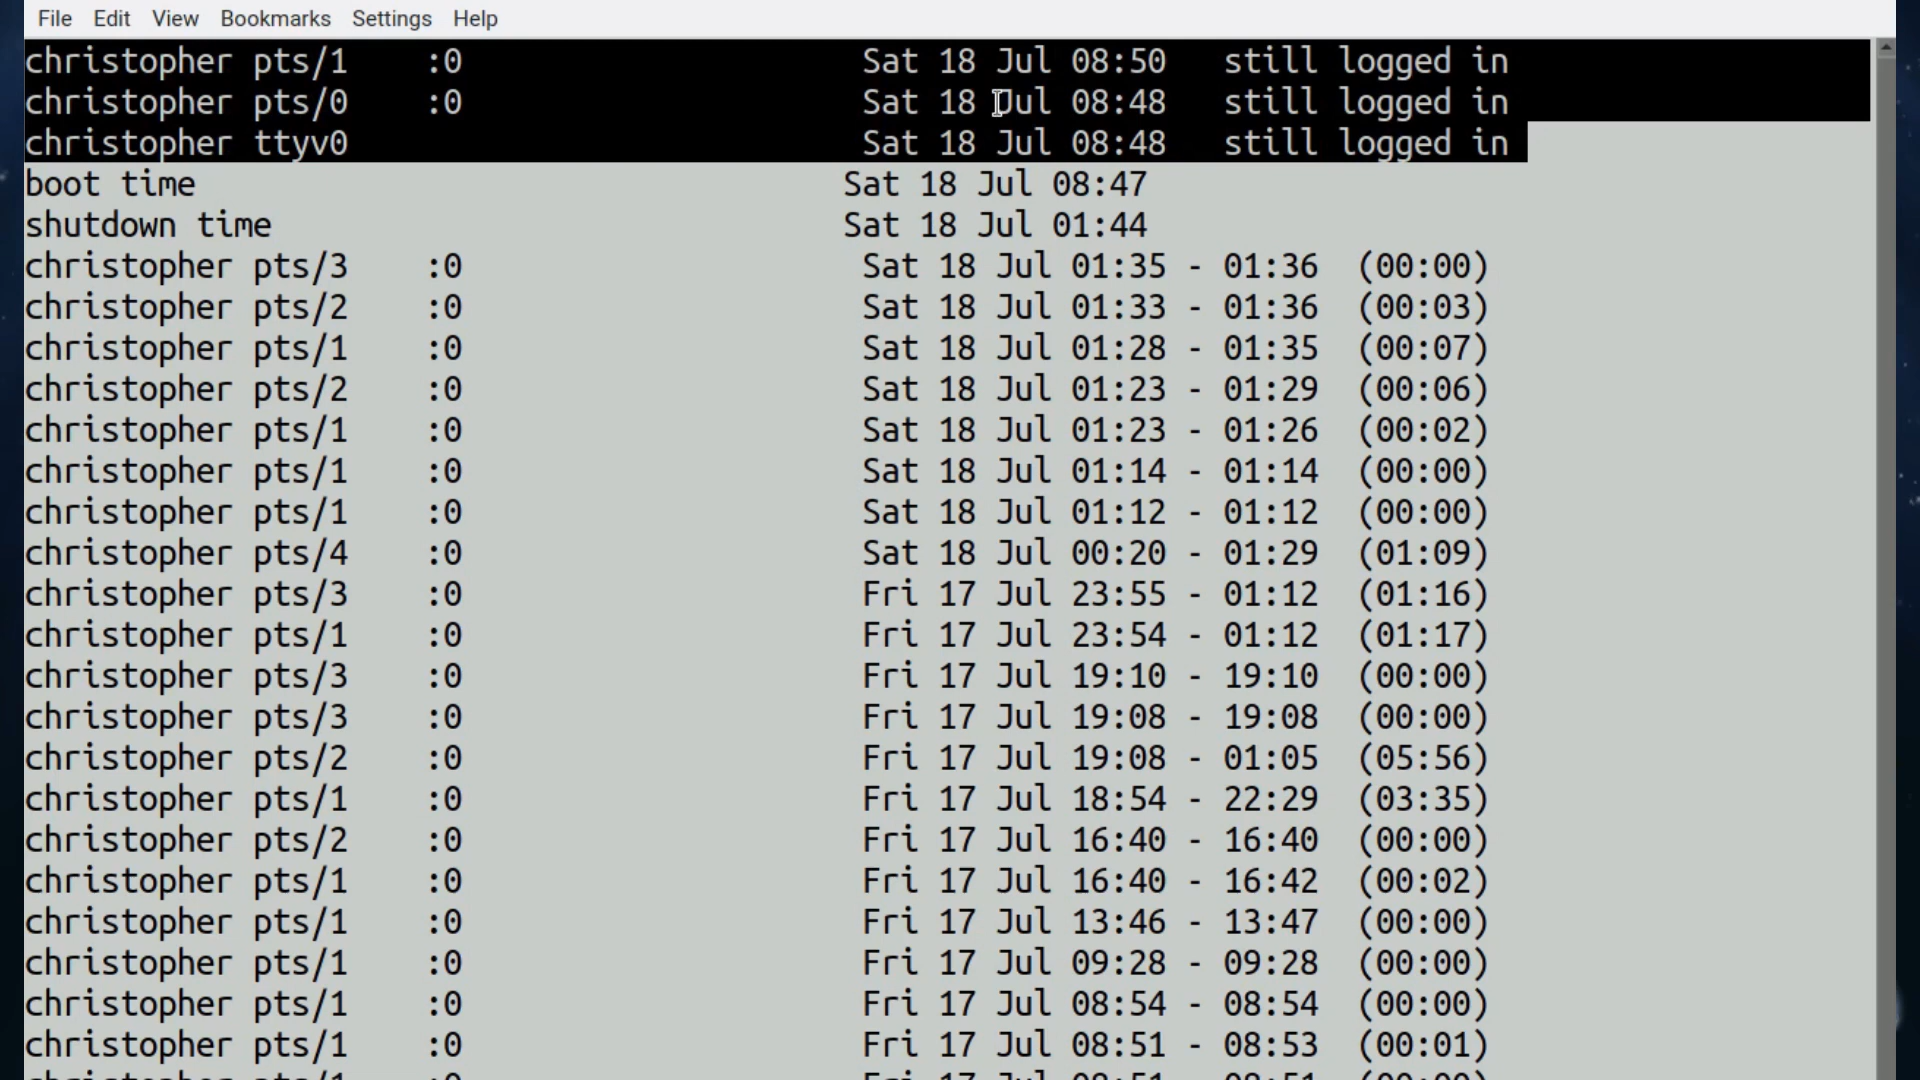 File Edit View Bookmarks Settings Help
christopher pts/1 :0 Sat 18 Jul 08:50 still logged in
christopher pts/0 :0 Sat 18 Jul 08:48 still logged in
christopher ttyv0 Sat 18 Jul 08:48 still logged in
boot time Sat 18 Jul 08:47
shutdown time Sat 18 Jul 01:44
christopher pts/3 :0 Sat 18 Jul 01:35 - 01:36 (00:00)
christopher pts/2 :0 Sat 18 Jul 01:33 - 01:36 (00:03)
christopher pts/1 :0 Sat 18 Jul 01:28 - 01:35 (00:07)
christopher pts/2 :0 Sat 18 Jul 01:23 - 01:29 (00:06)
christopher pts/1 :0 Sat 18 Jul 01:23 - 01:26 (00:02)
christopher pts/1 :0 Sat 18 Jul 01:14 - 01:14 (00:00)
christopher pts/1 :0 Sat 18 Jul 01:12 - 01:12 (00:00)
christopher pts/4 :0 Sat 18 Jul 00:20 - 01:29 (01:09)
christopher pts/3 :0 Fri 17 Jul 23:55 - 01:12 (01:16)
christopher pts/1 :0 Fri 17 Jul 23:54 - 01:12 (01:17)
christopher pts/3 :0 Fri 17 Jul 19:10 - 19:10 (00:00)
christopher pts/3 :0 Fri 17 Jul 19:08 - 19:08 (00:00)
christopher pts/2 :0 Fri 17 Jul 19:08 - 01:05 (05:56)
christopher pts/1 :0 Fri 17 Jul 18:54 - 22:29 (03:35)
christopher pts/2 :0 Fri 17 Jul 16:40 - 16:40 (00:00)
christopher pts/1 :0 Fri 17 Jul 16:40 - 16:42 (00:02)
christopher pts/1 :0 Fri 17 Jul 13:46 - 13:47 (00:00)
christopher pts/1 :0 Fri 17 Jul 09:28 - 09:28 (00:00)
christopher pts/1 :0 Fri 17 Jul 08:54 - 08:54 (00:00)
christopher pts/1 :0 Fri 17 Jul 08:51 - 08:53 (00:01)